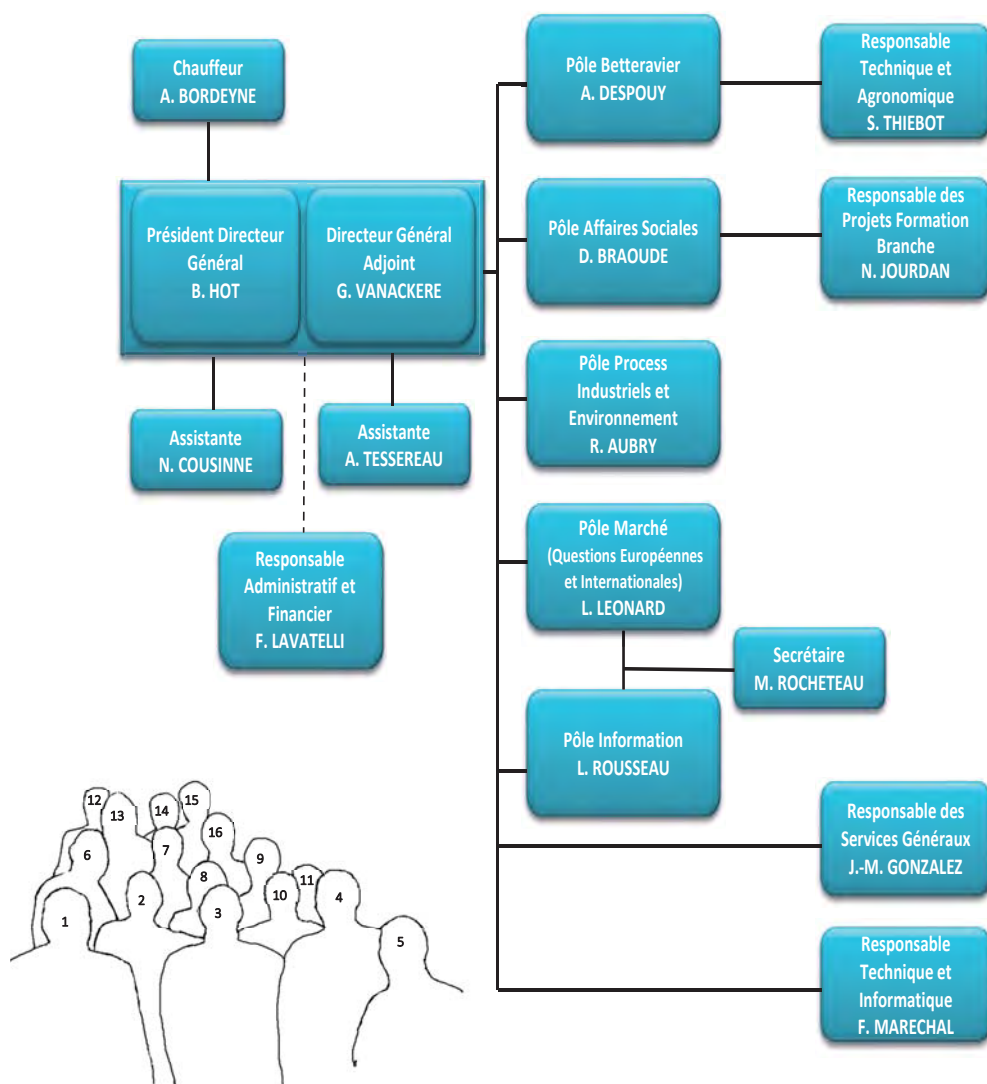 Chauffeur
A. BORDEYNE
Président Directeur
Général
B. HOT
Directeur Général
Adjoint
G. VANACKERE
Assistante
N. COUSINNE
Assistante
A. TESSEREAU
Responsable
Administratif et
Financier
F. LAVATELLI
Pôle Betteravier
A. DESPOUY
Responsable
Technique et
Agronomique
S. THIEBOT
Pôle Affaires Sociales
D. BRAOUDE
Responsable des
Projets Formation
Branche
N. JOURDAN
Pôle Process
Industriels et
Environnement
R. AUBRY
Pôle Marché
(Questions Européennes
et Internationales)
L. LEONARD
Secrétaire
M. ROCHETEAU
Pôle Information
L. ROUSSEAU
Responsable des
Services Généraux
J.-M. GONZALEZ
Responsable
Technique et
Informatique
F. MARECHAL
12
13
14
15
6
7
16
9
1
2
8
3
10
11
4
5